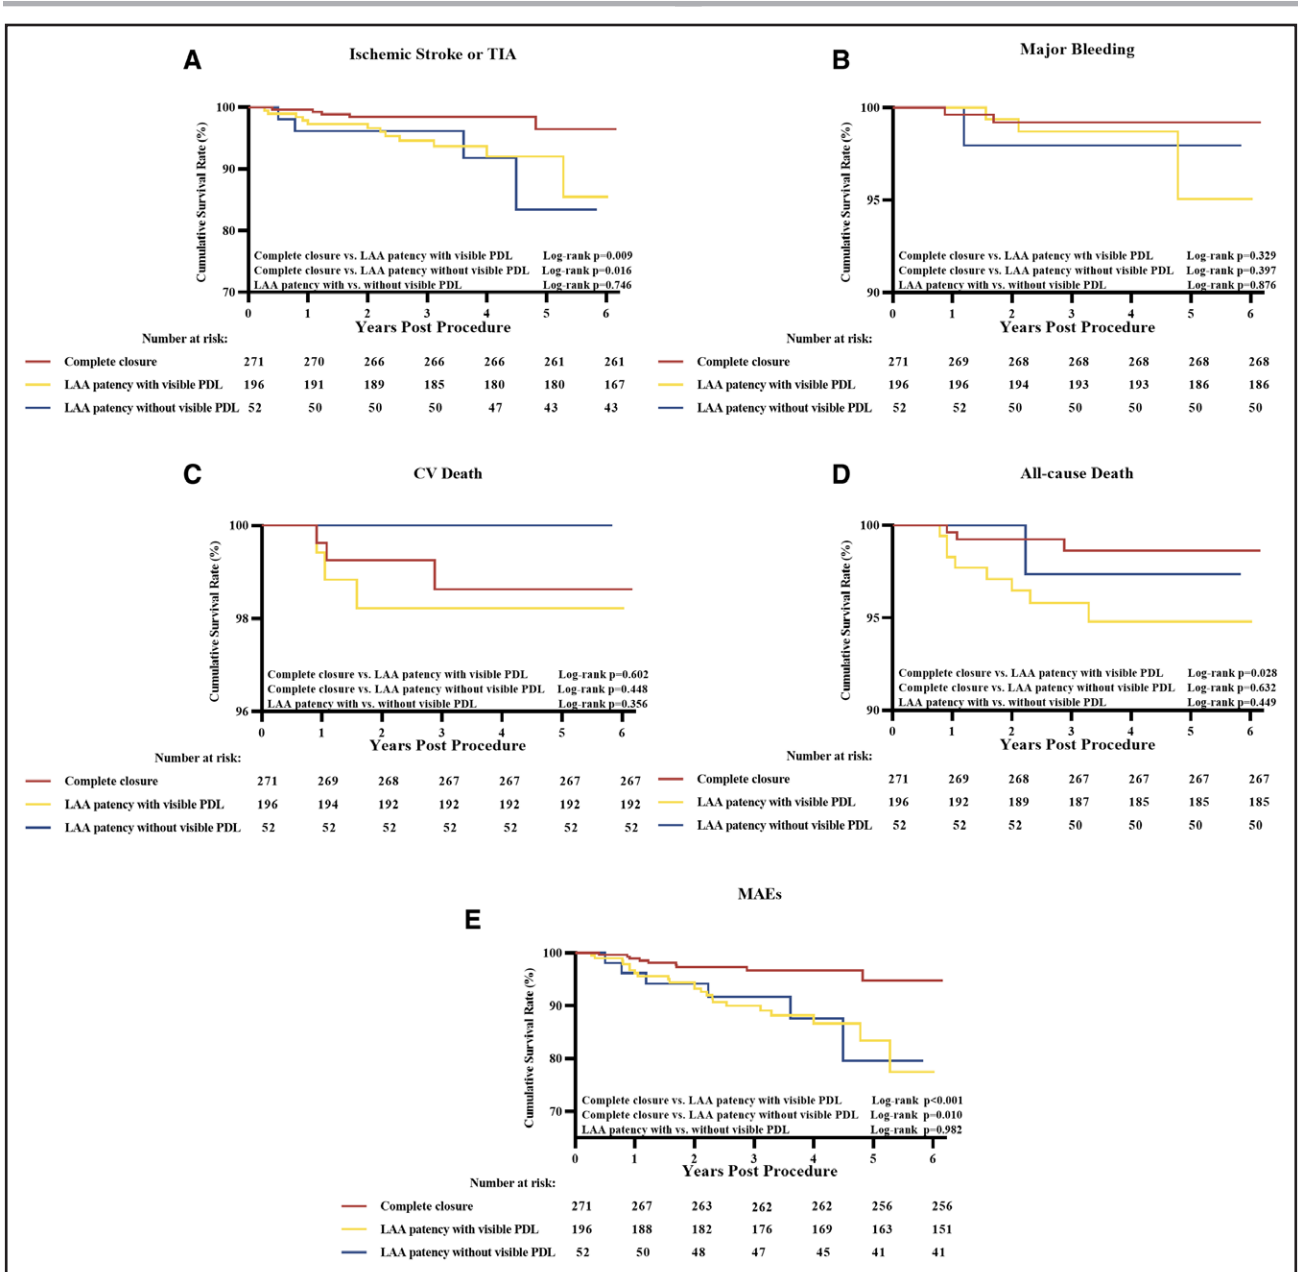 A
Ischemic Stroke or TIA
Cumulative Survival Rate (%)
100
90
80
70
Complete closure vs. LAA patency with visible PDL Log-rank p=0.009
Complete closure vs. LAA patency without visible PDL Log-rank p=0.016
LAA patency with vs. without visible PDL Log-rank p=0.746
0 1 2 3 4 5 6
Years Post Procedure
Number at risk:
Complete closure 271 270 266 266 266 261 261
LAA patency with visible PDL 196 191 189 185 180 180 167
LAA patency without visible PDL 52 50 50 50 47 43 43
B
Major Bleeding
Cumulative Survival Rate (%)
100
95
90
Complete closure vs. LAA patency wtth visible PDL Log-rank p=0.329
Complete closure vs. LAA patency without visible PDL Log-rank p=0.397
LAA patency with vs. without visible PDL Log-rank p=0.876
0 1 2 3 4 5 6
Years Post Procedure
Number at risk:
Complete closure 271 269 268 268 268 268 268
LAA patency with visible PDL 196 196 194 193 193 186 186
LAA patency without visible PDL 52 52 50 50 50 50 50
C
CV Death
Cumulative Survival Rate (%)
100
98
96
Complete closure vs. LAA patency with visible PDL Log-rank p=0.602
Complete closure vs. LAA patency without visible PDL Log-rank p=0.448
LAA patency with vs. without visible PDL Log-rank p=0.356
0 1 2 3 4 5 6
Years Post Procedure
Number at risk:
Complete closure 271 269 268 267 267 267 267
LAA patency with visible PDL 196 194 192 192 192 192 192
LAA patency without visible PDL 52 52 52 52 52 52 52
D
All-cause Death
Cumulative Survival Rate (%)
100
95
90
Compplete closure vs. LAA patency with visible PDL Log-rank p=0.028
Complete closure vs. LAA patency without visible PDL Log-rank p=0.632
LAA patency with vs. without visible PDL Log-rank p=0.449
0 1 2 3 4 5 6
Years Post Procedure
Number at risk:
Complete closure 271 269 268 267 267 267 267
LAA patency with visible PDL 196 192 189 187 185 185 185
LAA patency without visible PDL 52 52 52 50 50 50 50
E
MAEs
Cumulative Survival Rate (%)
100
90
80
70
Complete closure vs. LAA patency with visible PDL Log-rank p<0.001
Complete closure vs. LAA patency without visible PDL Log-rank p=0.010
LAA patency with vs. without visible PDL Log-rank p=0.982
0 1 2 3 4 5 6
Years Post Procedure
Number at risk:
Complete closure 271 267 263 262 262 256 256
LAA patency with visible PDL 196 188 182 176 169 163 151
LAA patency without visible PDL 52 50 48 47 45 41 41